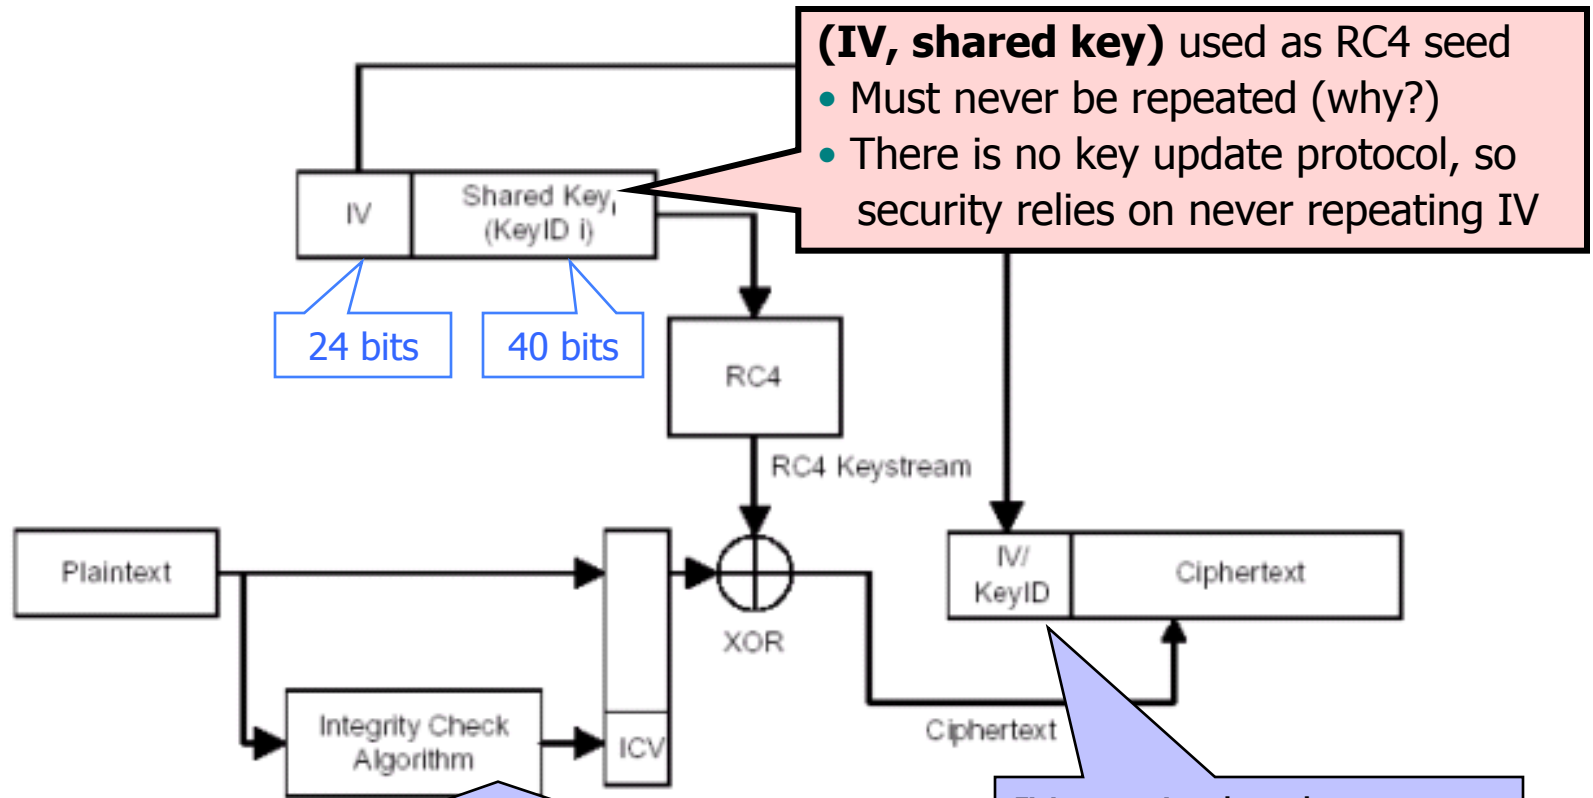 (IV, shared key) used as RC4 seed
• Must never be repeated (why?)
• There is no key update protocol, so
security relies on never repeating IV
IV
Shared Keyi
(KeyID i)
24 bits
40 bits
RC4
RC4 Keystream
Plaintext
IV/
KeyID
Ciphertext
XOR
Integrity Check
Algorithm
ICV
Ciphertext